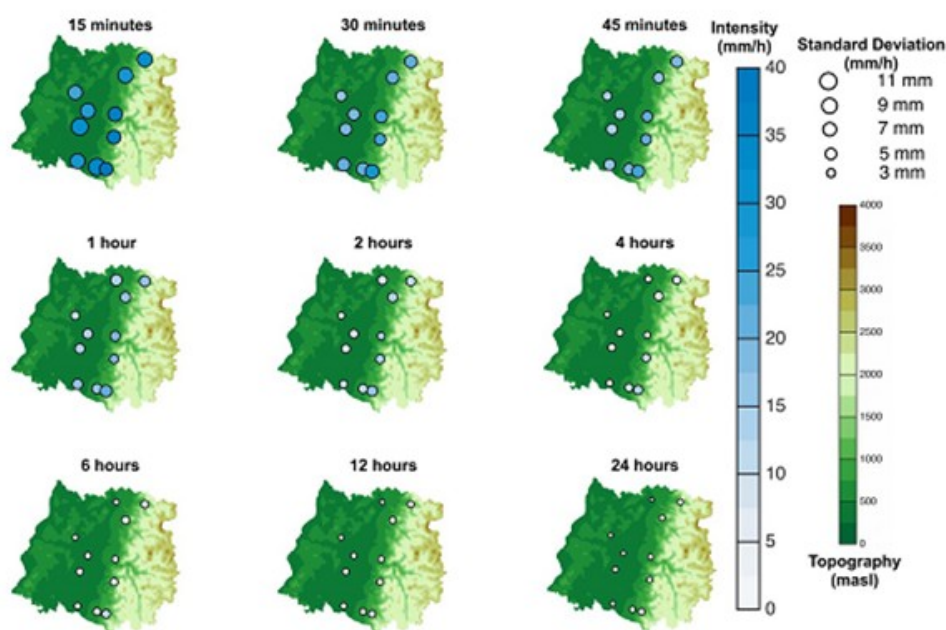 15 minutes
30 minutes
45 minutes
1 hour
2 hours
4 hours
6 hours
12 hours
24 hours
Intensity
(mm/h)
40
35
30
25
20
15
10
5
0
Standard Deviation
(mm/h)
11 mm
9 mm
7 mm
5 mm
3 mm
4000
3500
3000
2500
2000
1500
1000
500
0
Topography
(masl)